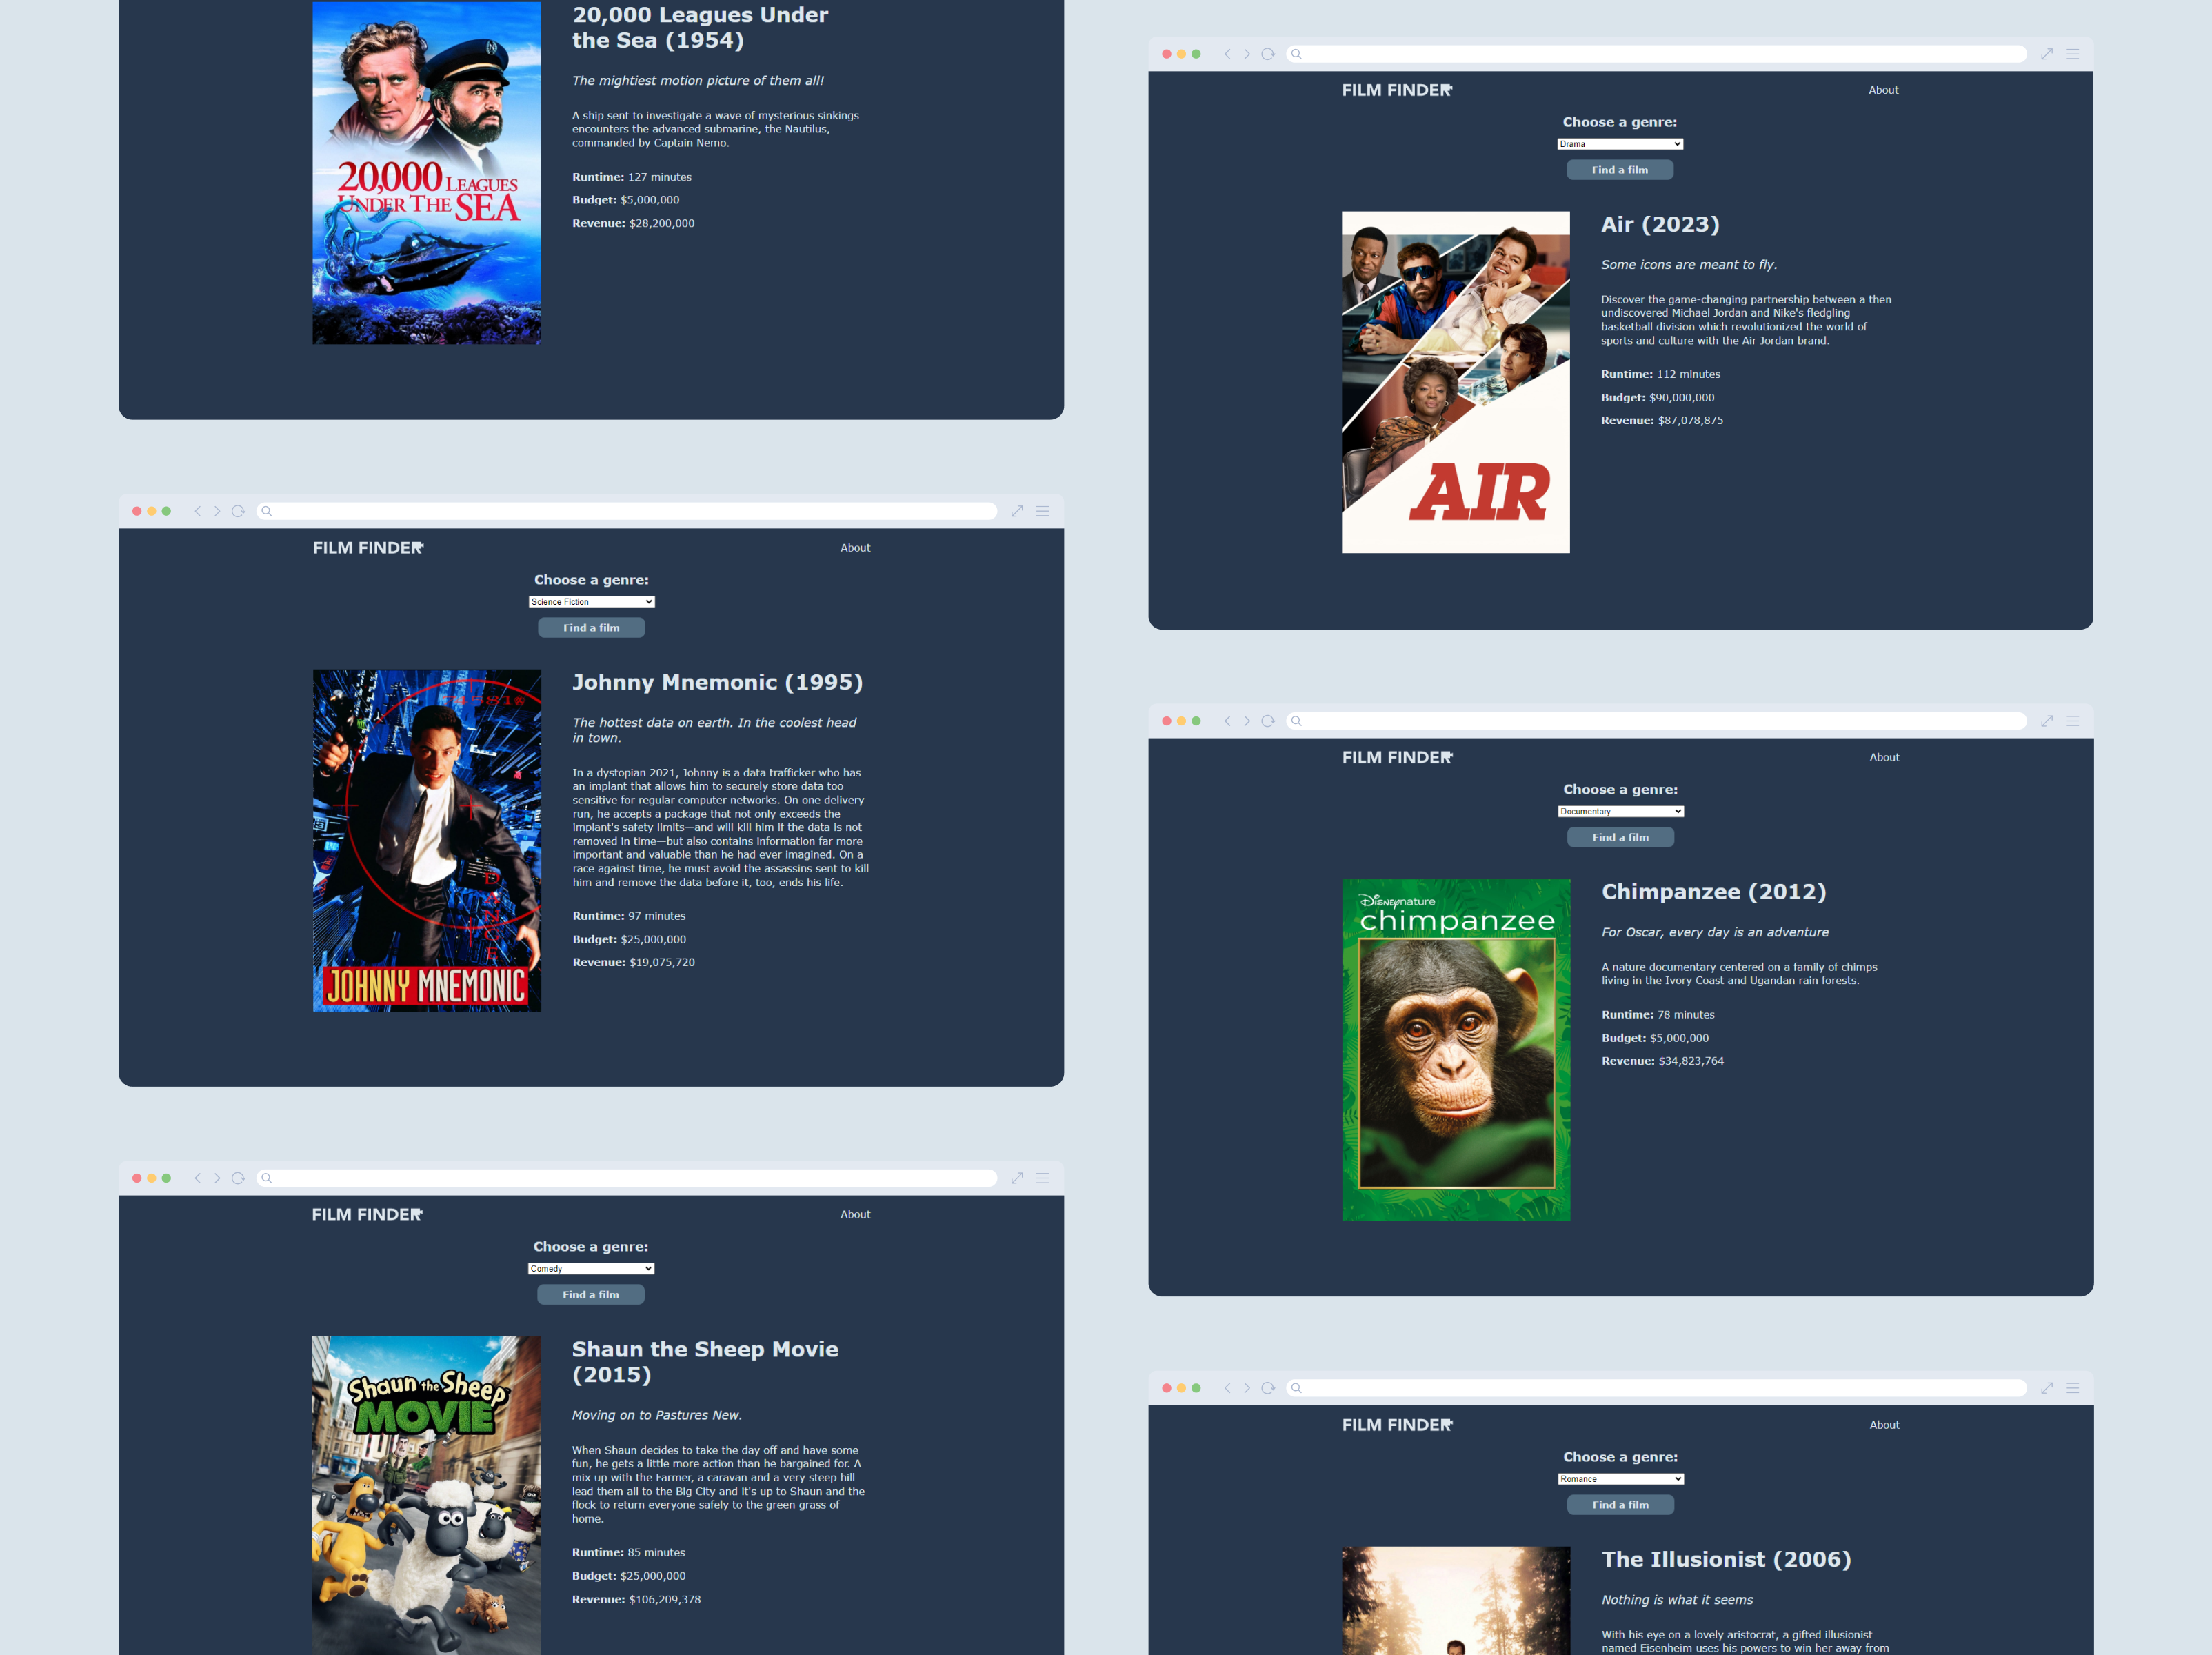 20,000 Leagues Under
the Sea (1954)
The mightiest motion picture of them all!
A ship sent to investigate a wave of mysterious sinkings
encounters the advanced submarine, the Nautilus,
commanded by Captain Nemo.
Runtime: 127 minutes
Budget: $5,000,000
Revenue: $28,200,000
20,000 LEAGUES
UNDER THE SEA
FILM FINDER
About
Choose a genre:
Science Fiction
Find a film
Johnny Mnemonic (1995)
The hottest data on earth. In the coolest head
in town.
In a dystopian 2021, Johnny is a data trafficker who has
an implant that allows him to securely store data too
sensitive for regular computer networks. On one delivery
run, he accepts a package that not only exceeds the
implant's safety limits—and will kill him if the data is not
removed in time—but also contains information far more
important and valuable than he had ever imagined. On a
race against time, he must avoid the assassins sent to kill
him and remove the data before it, too, ends his life.
Runtime: 97 minutes
Budget: $25,000,000
Revenue: $19,075,720
JOHNNY MNEMONIC
FILM FINDER
About
Choose a genre:
Comedy
Find a film
Shaun the Sheep Movie
(2015)
Moving on to Pastures New.
When Shaun decides to take the day off and have some
fun, he gets a little more action than he bargained for. A
mix up with the Farmer, a caravan and a very steep hill
lead them all to the Big City and it's up to Shaun and the
flock to return everyone safely to the green grass of
home.
Runtime: 85 minutes
Budget: $25,000,000
Revenue: $106,209,378
Shaun the Sheep
MOVIE
FILM FINDER
About
Choose a genre:
Drama
Find a film
Air (2023)
Some icons are meant to fly.
Discover the game-changing partnership between a then
undiscovered Michael Jordan and Nike's fledgling
basketball division which revolutionized the world of
sports and culture with the Air Jordan brand.
Runtime: 112 minutes
Budget: $90,000,000
Revenue: $87,078,875
AIR
FILM FINDER
About
Choose a genre:
Documentary
Find a film
Chimpanzee (2012)
For Oscar, every day is an adventure
A nature documentary centered on a family of chimps
living in the Ivory Coast and Ugandan rain forests.
Runtime: 78 minutes
Budget: $5,000,000
Revenue: $34,823,764
Disneynature
chimpanzee
FILM FINDER
About
Choose a genre:
Romance
Find a film
The Illusionist (2006)
Nothing is what it seems
With his eye on a lovely aristocrat, a gifted illusionist
named Eisenheim uses his powers to win her away from